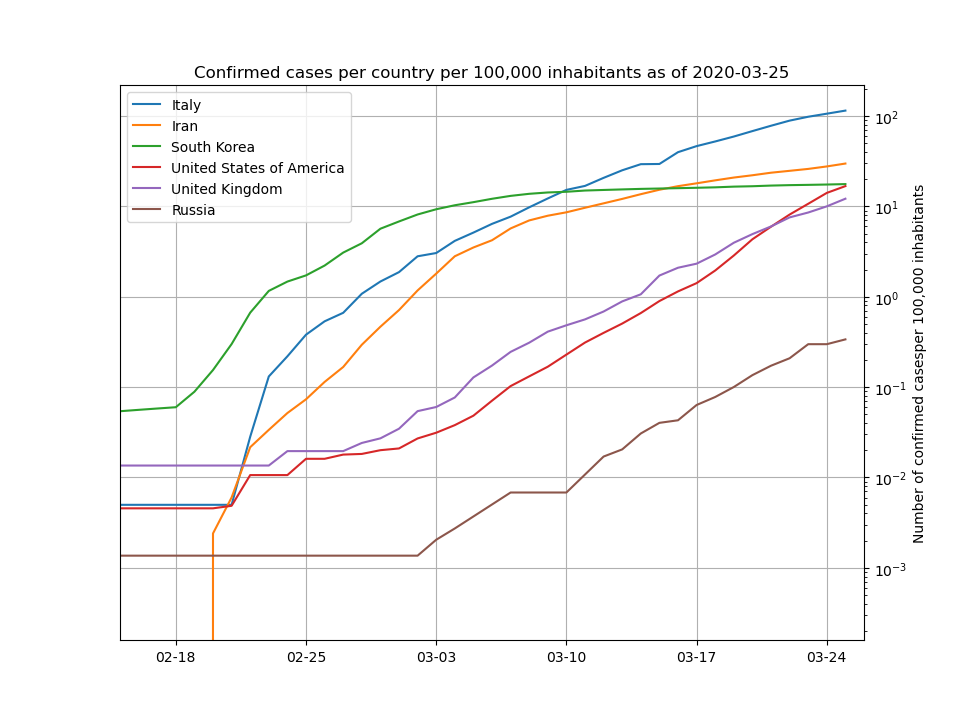 Confirmed cases per country per 100,000 inhabitants as of 2020-03-25
Italy
Iran
South Korea
United States of America
United Kingdom
Russia
10²
10¹
10⁰
10⁻¹
10⁻²
10⁻³
Number of confirmed casesper 100,000 inhabitants
02-18 02-25 03-03 03-10 03-17 03-24